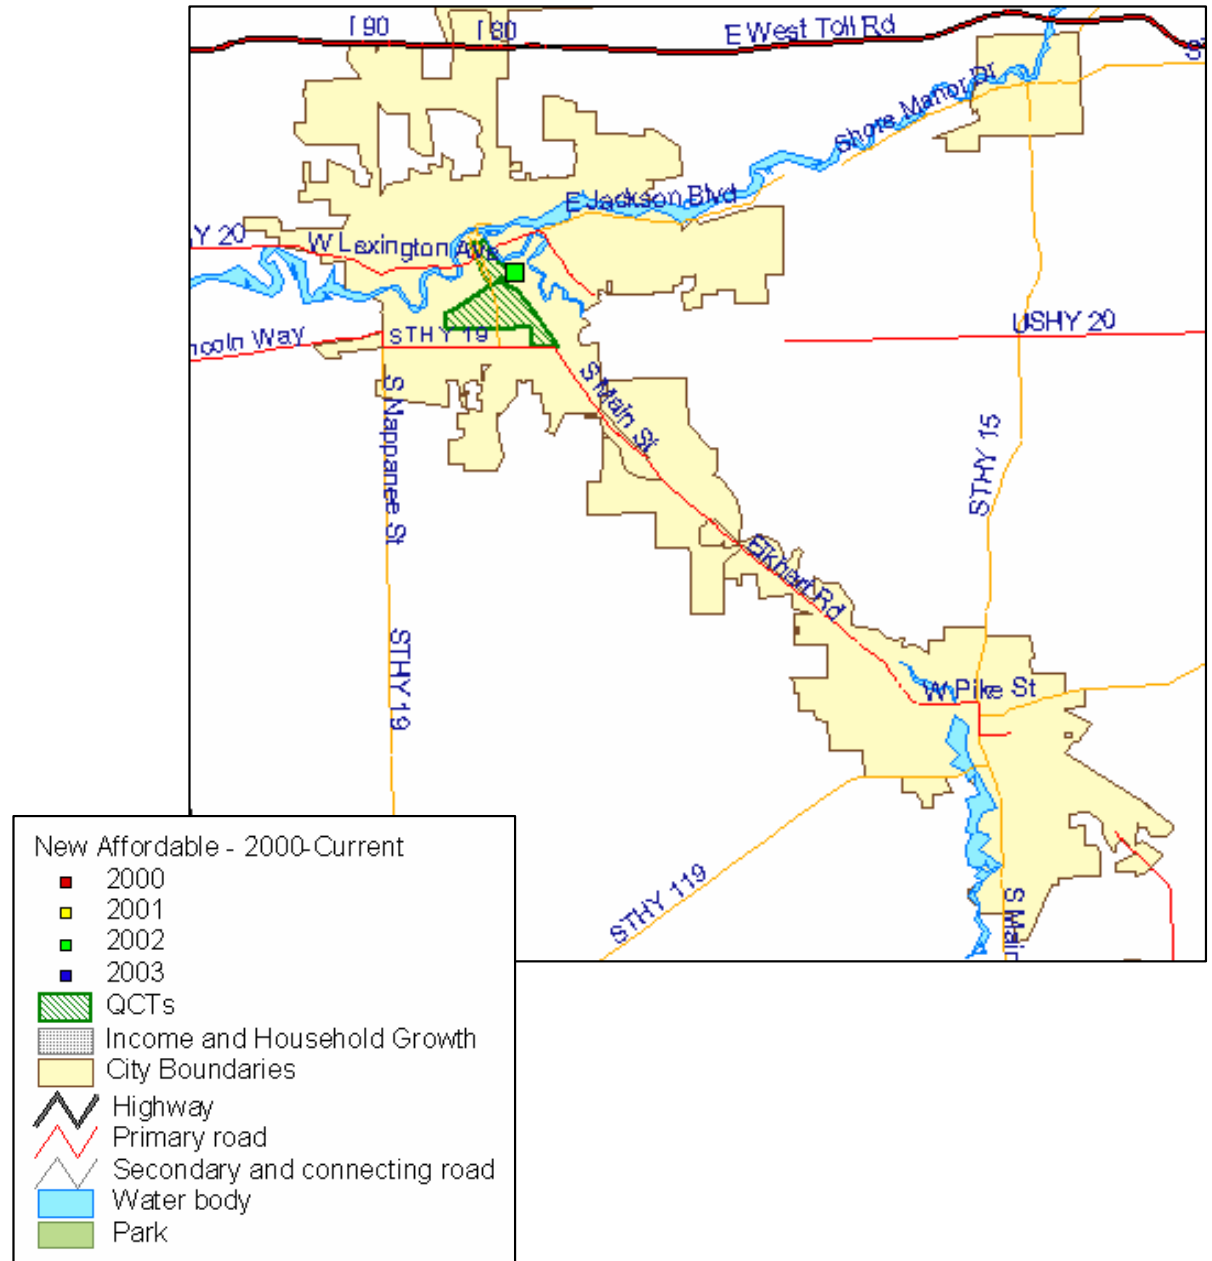 I 90
I 80
E West Toll Rd
ST
Shore Manor Dr
E Jackson Blvd
Y 20
W Lexington Ave
ncoln Way
STHY 19
USHY 20
S Main St
S Nappanee St
STHY 15
Elkhart Rd
STHY 19
W Pike St
STHY 119
S Main
New Affordable - 2000-Current
2000
2001
2002
2003
QCTs
Income and Household Growth
City Boundaries
Highway
Primary road
Secondary and connecting road
Water body
Park